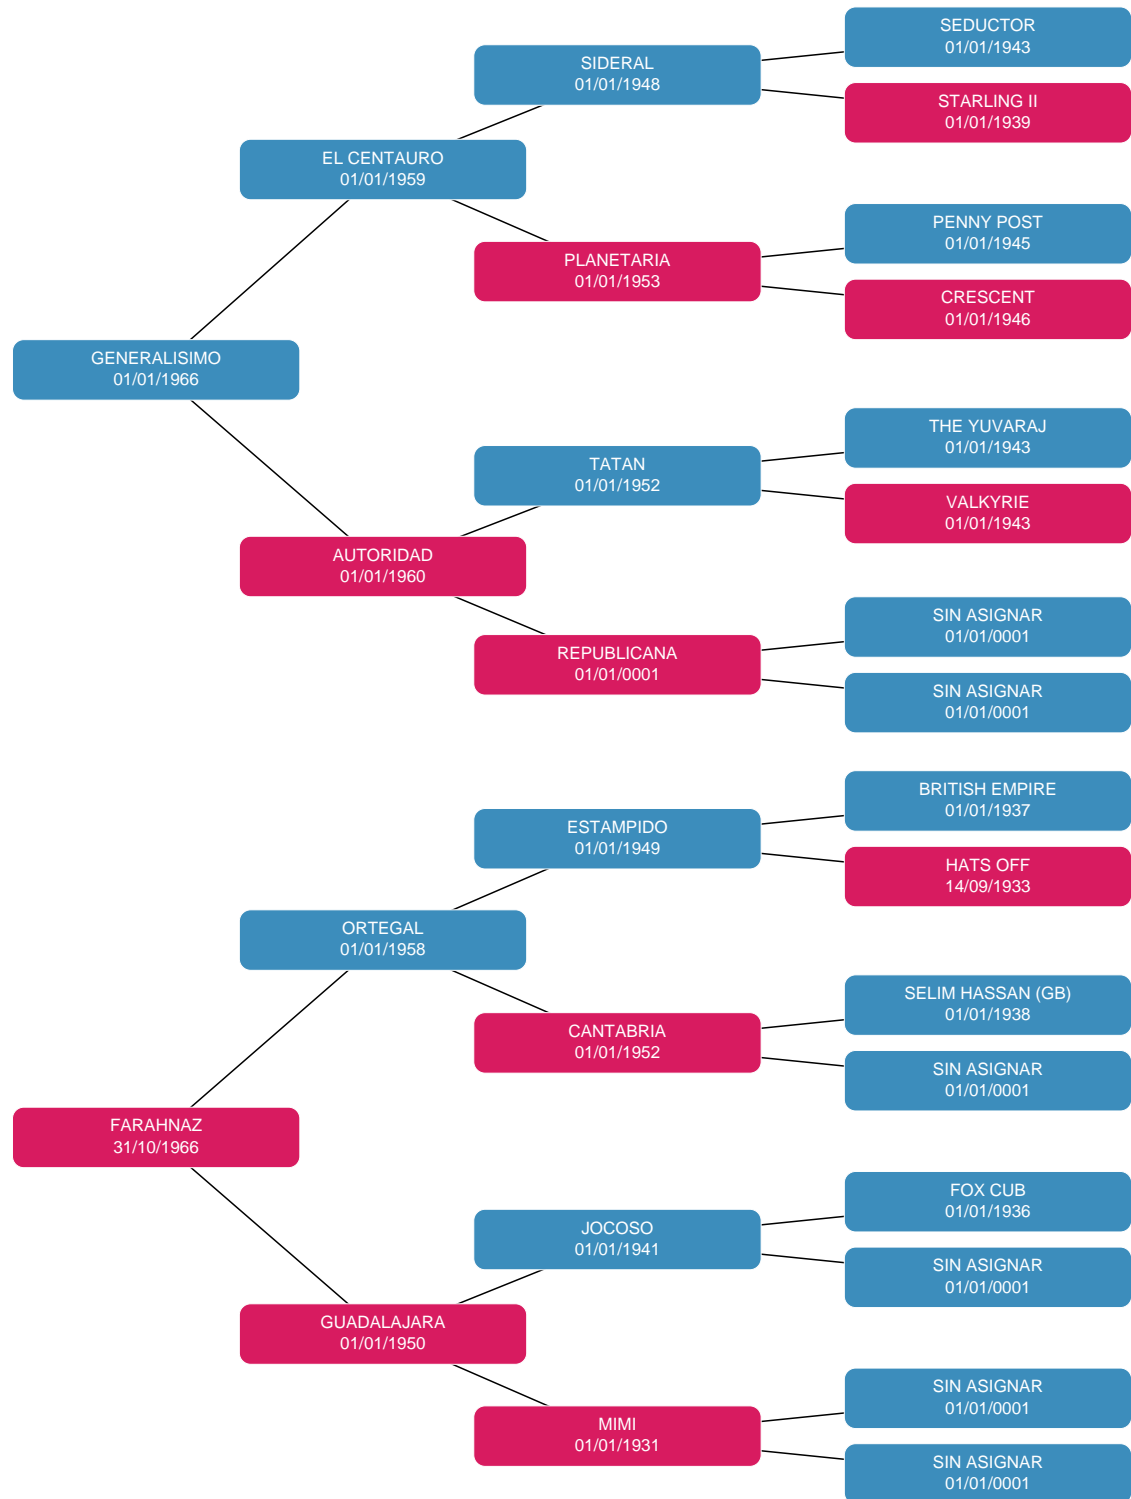 SEDUCTOR
01/01/1943
SIDERAL
01/01/1948
STARLING II
01/01/1939
EL CENTAURO
01/01/1959
PENNY POST
01/01/1945
PLANETARIA
01/01/1953
CRESCENT
01/01/1946
GENERALISIMO
01/01/1966
THE YUVARAJ
01/01/1943
TATAN
01/01/1952
VALKYRIE
01/01/1943
AUTORIDAD
01/01/1960
SIN ASIGNAR
01/01/0001
REPUBLICANA
01/01/0001
SIN ASIGNAR
01/01/0001
BRITISH EMPIRE
01/01/1937
ESTAMPIDO
01/01/1949
HATS OFF
14/09/1933
ORTEGAL
01/01/1958
SELIM HASSAN (GB)
01/01/1938
CANTABRIA
01/01/1952
SIN ASIGNAR
01/01/0001
FARAHNAZ
31/10/1966
FOX CUB
01/01/1936
JOCOSO
01/01/1941
SIN ASIGNAR
01/01/0001
GUADALAJARA
01/01/1950
SIN ASIGNAR
01/01/0001
MIMI
01/01/1931
SIN ASIGNAR
01/01/0001